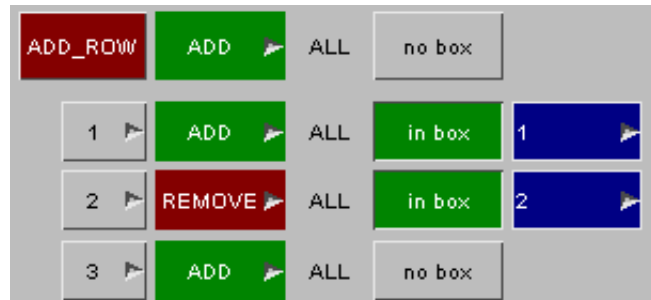 ADD_ROW ADD ALL no box
1 ADD ALL in box 1
2 REMOVE ALL in box 2
3 ADD ALL no box